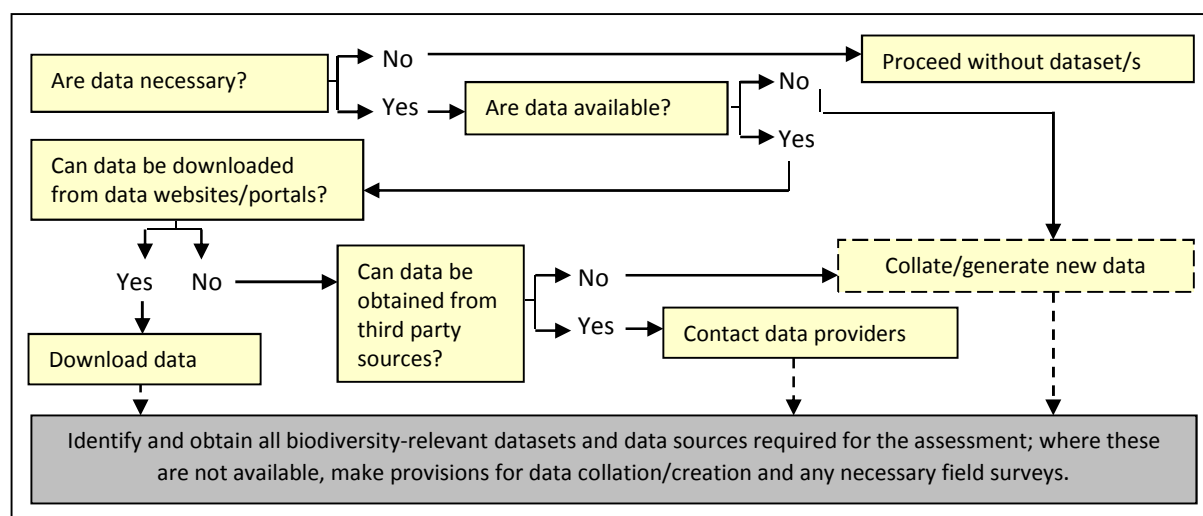 No
Are data necessary?
Proceed without dataset/s
Yes
Are data available?
No
Yes
Can data be downloaded
from data websites/portals?
Yes
No
Can data be
obtained from
third party
sources?
No
Collate/generate new data
Yes
Contact data providers
Download data
Identify and obtain all biodiversity-relevant datasets and data sources required for the assessment; where these
are not available, make provisions for data collation/creation and any necessary field surveys.